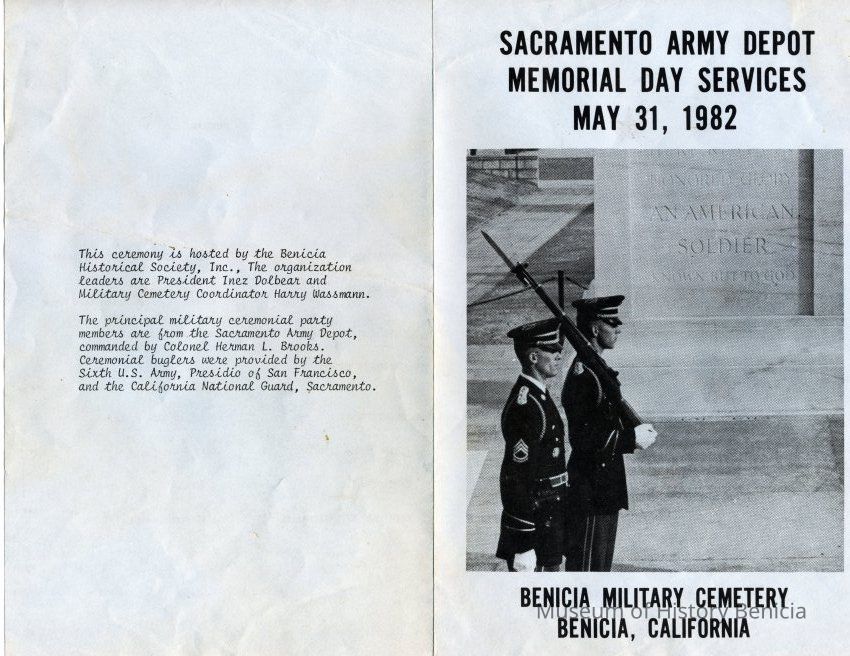 This ceremony is hosted by the Benicia
Historical Society, Inc., The organization
leaders are President Inez Dolbear and
Military Cemetery Coordinator Harry Wassmann.
The principal military ceremonial party
members are from the Sacramento Army Depot,
commanded by Colonel Herman L. Brooks.
Ceremonial buglers were provided by the
Sixth U.S. Army, Presidio of San Francisco,
and the California National Guard, Sacramento.
SACRAMENTO ARMY DEPOT
MEMORIAL DAY SERVICES
MAY 31, 1982
HONORED GLORY
AN AMERICAN
SOLDIER
TO GOD
BENICIA MILITARY CEMETERY
BENICIA, CALIFORNIA
Museum of History Benicia